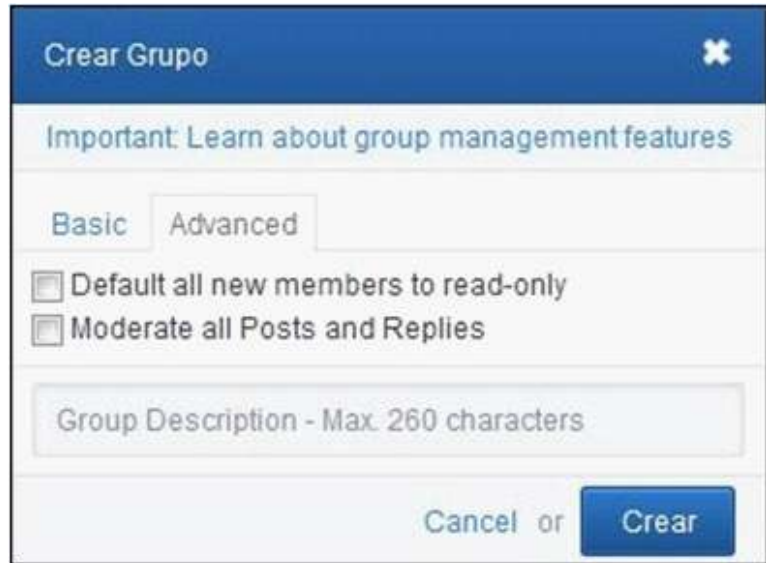 Crear Grupo
Important: Learn about group management features
Basic Advanced
Default all new members to read-only
Moderate all Posts and Replies
Group Description - Max. 260 characters
Cancel or Crear